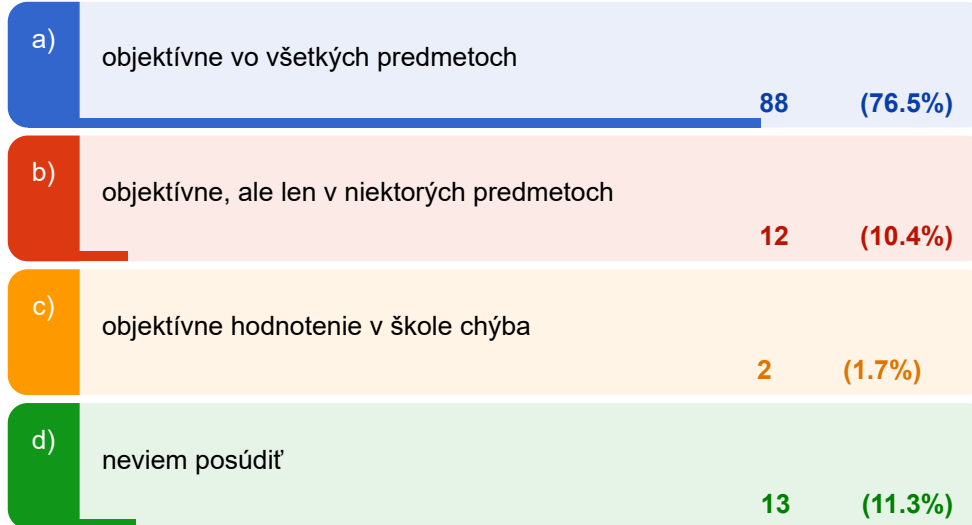 a)
objektívne vo všetkých predmetoch
88 (76.5%)
b)
objektívne, ale len v niektorých predmetoch
12 (10.4%)
c)
objektívne hodnotenie v škole chýba
2 (1.7%)
d)
neviem posúdiť
13 (11.3%)